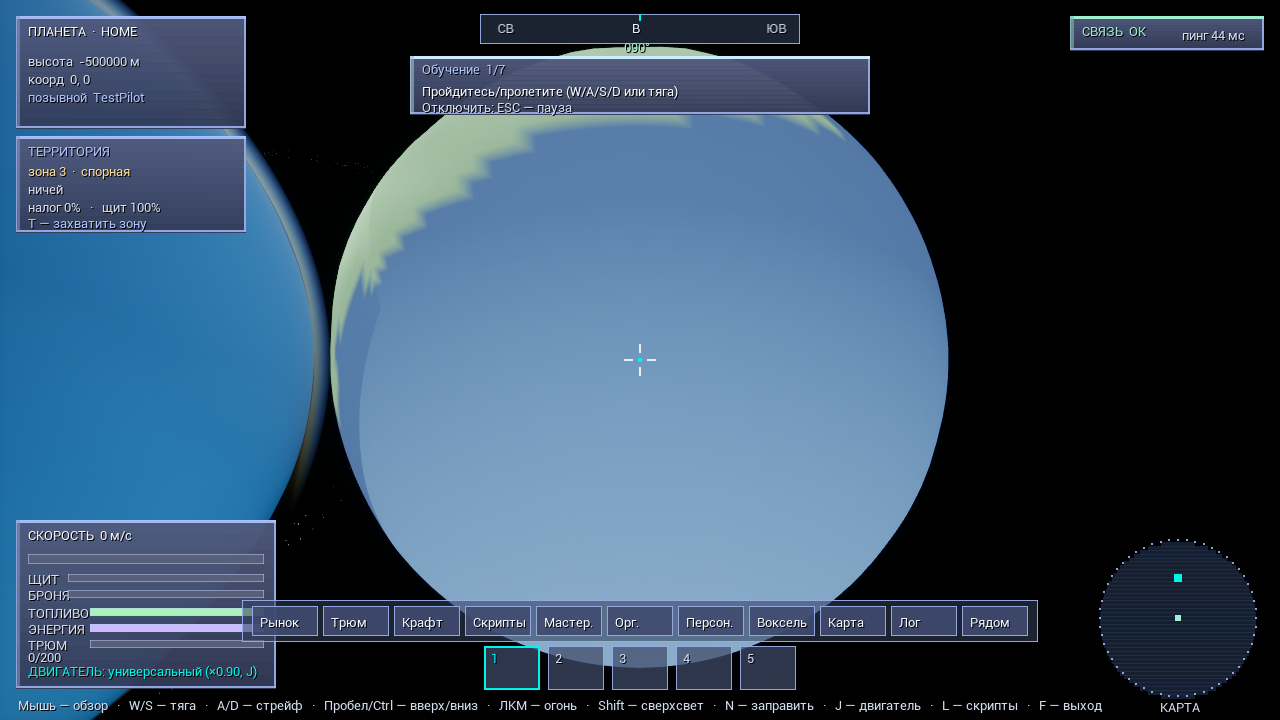 ПЛАНЕТА · HOME
высота -500000 м
коорд 0, 0
позывной TestPilot
ТЕРРИТОРИЯ
зона 3 · спорная
ничей
налог 0% · щит 100%
T — захватить зону
СВ В ЮВ
090°
Обучение 1/7
Пройдитесь/пролетите (W/A/S/D или тяга)
Отключить: ESC — пауза
СВЯЗЬ OK пинг 44 мс
СКОРОСТЬ 0 м/с
ЩИТ
БРОНЯ
ТОПЛИВО
ЭНЕРГИЯ
ТРЮМ
0/200
ДВИГАТЕЛЬ: универсальный (×0.90, J)
Рынок Трюм Крафт Скрипты Мастер. Орг. Персон. Воксель Карта Лог Рядом
1 2 3 4 5
КАРТА
Мышь — обзор · W/S — тяга · A/D — стрейф · Пробел/Ctrl — вверх/вниз · ЛКМ — огонь · Shift — сверхсвет · N — заправить · J — двигатель · L — скрипты · F — выход